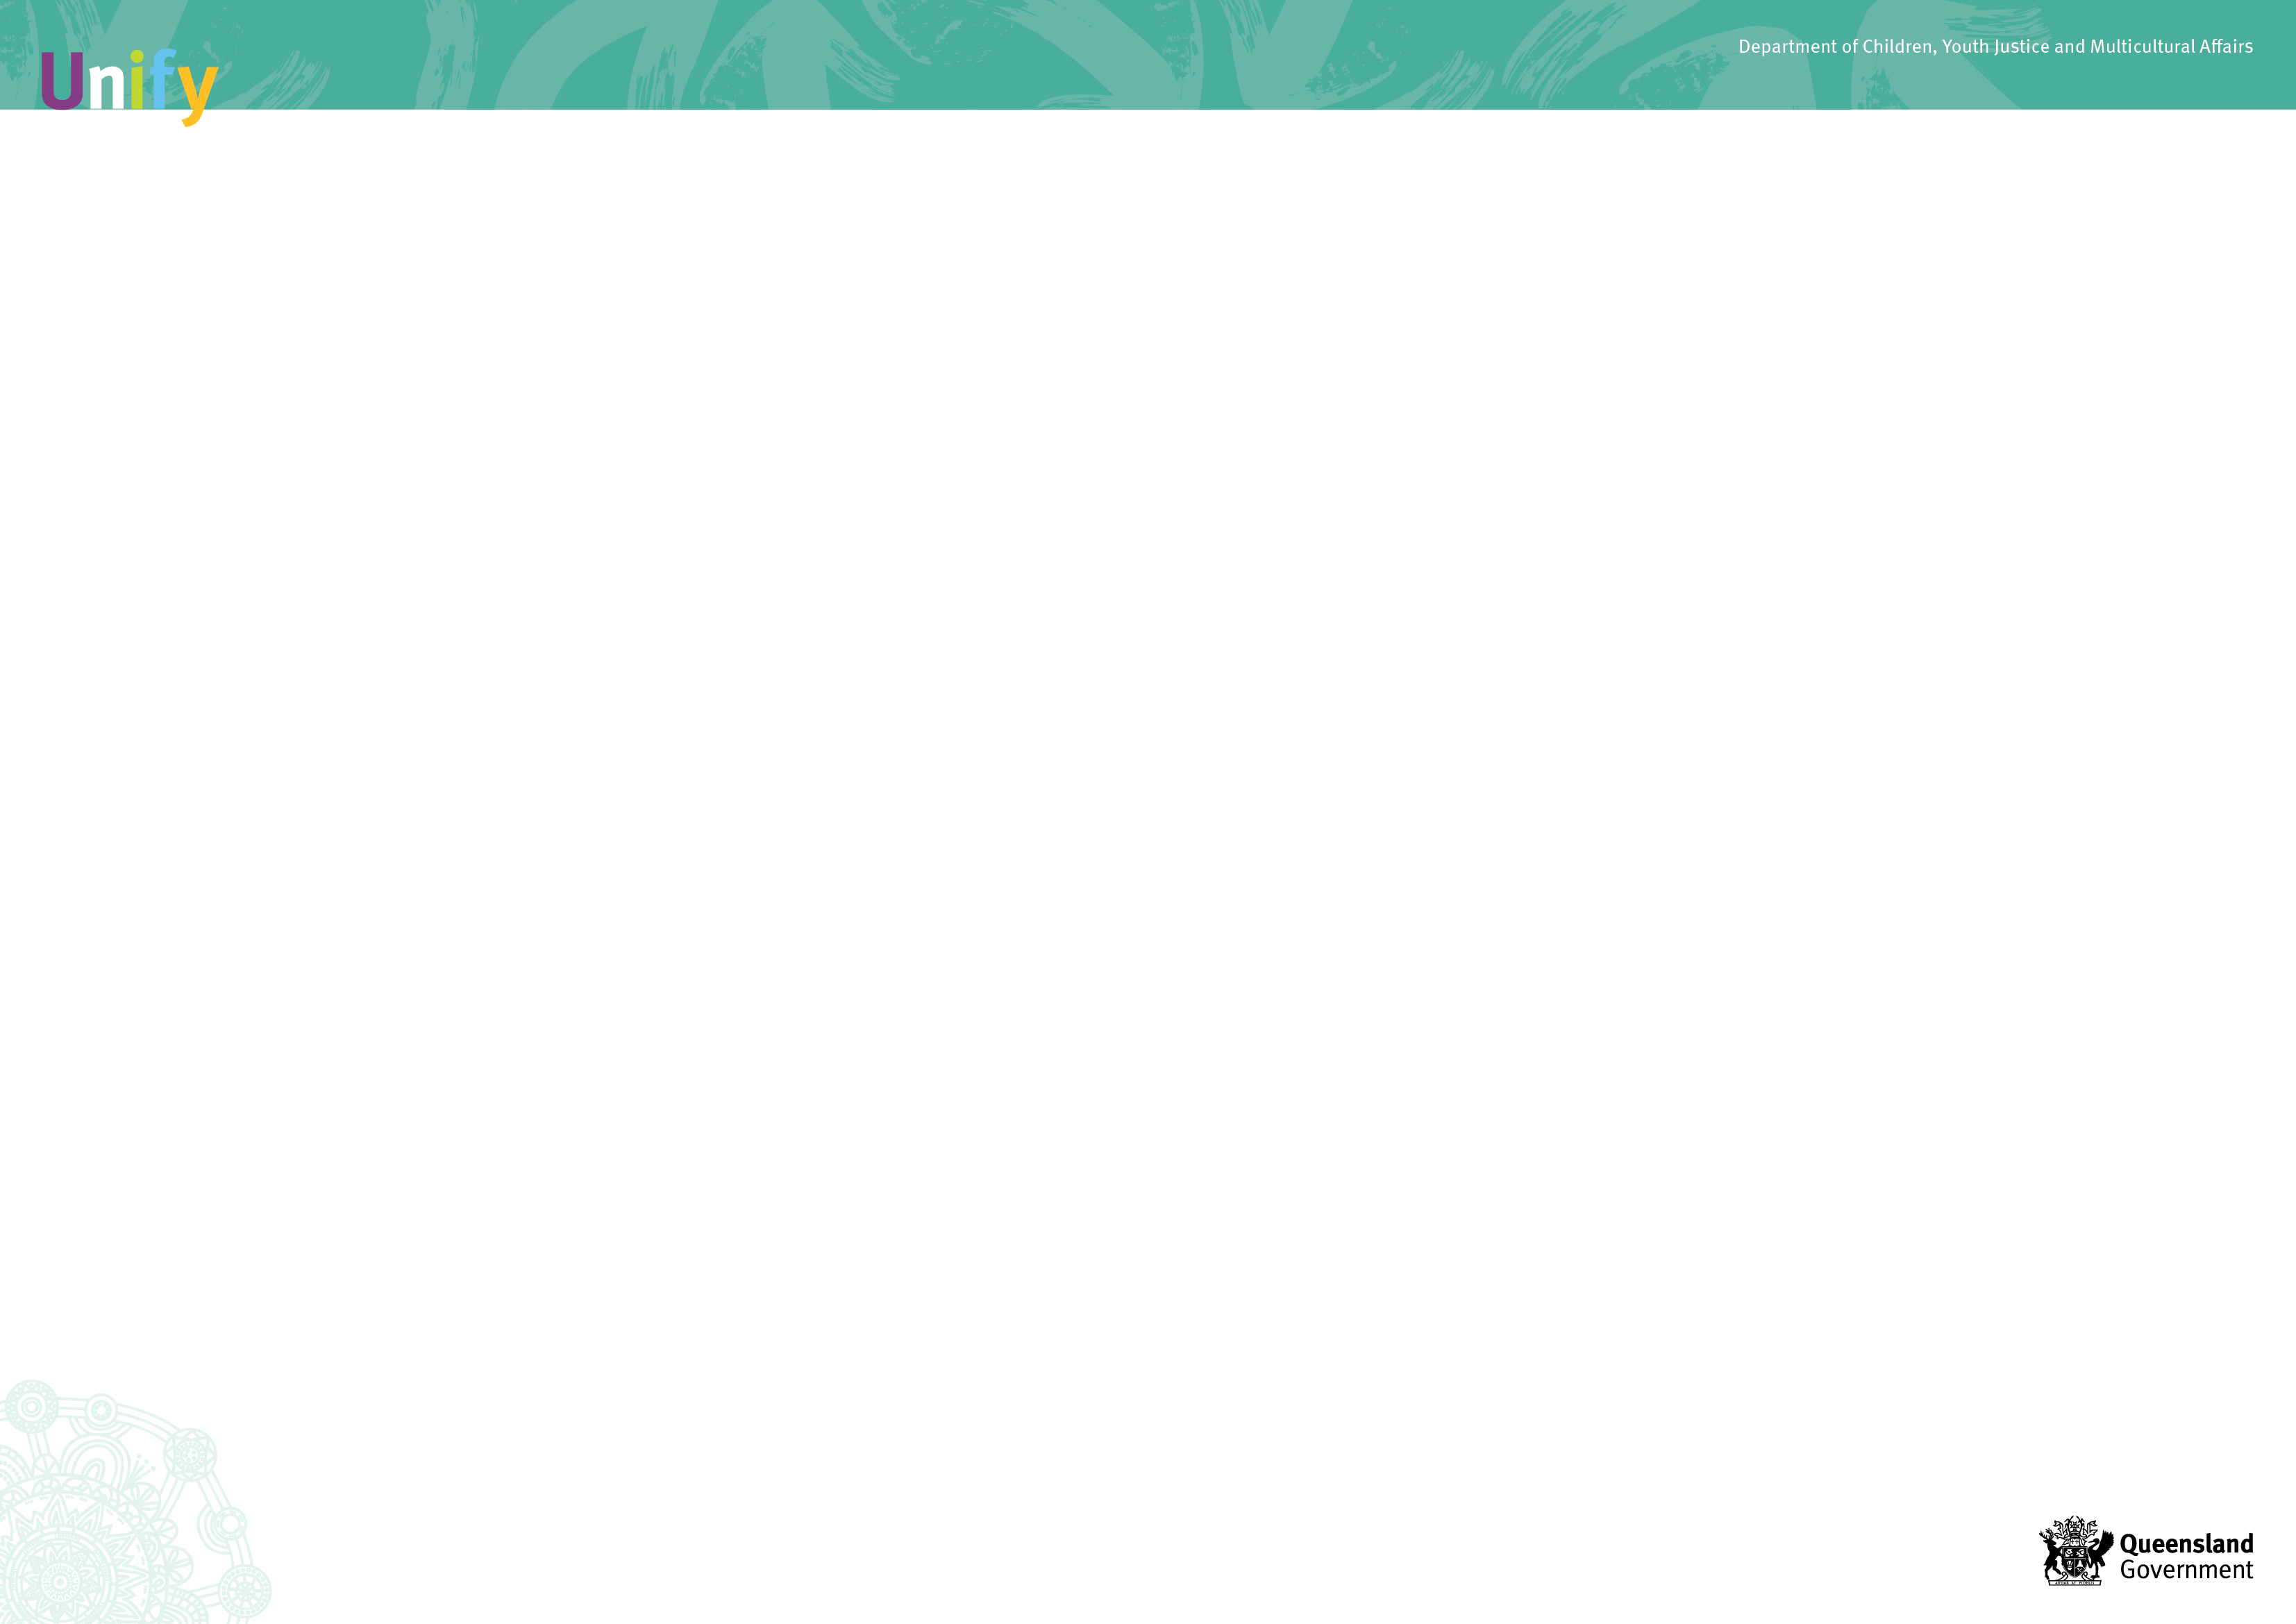 Unify
Department of Children, Youth Justice and Multicultural Affairs
Queensland
Government